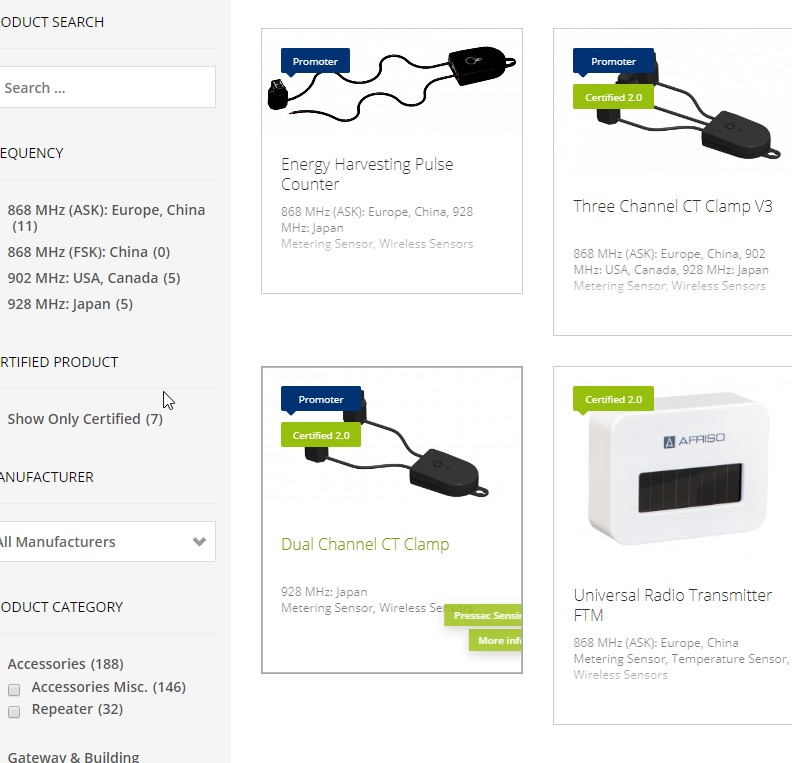 ODUCT SEARCH
Search ...
EQUENCY
868 MHz (ASK): Europe, China
(11)
868 MHz (FSK): China (0)
902 MHz: USA, Canada (5)
928 MHz: Japan (5)
RTIFIED PRODUCT
Show Only Certified (7)
ANUFACTURER
All Manufacturers
ODUCT CATEGORY
Accessories (188)
Accessories Misc. (146)
Repeater (32)
Gateway & Building
Promoter
Energy Harvesting Pulse
Counter
868 MHz (ASK): Europe, China, 928
MHz: Japan
Metering Sensor, Wireless Sensors
Promoter
Certified 2.0
Three Channel CT Clamp V3
868 MHz (ASK): Europe, China, 902
MHz: USA, Canada, 928 MHz: Japan
Metering Sensor, Wireless Sensors
Promoter
Certified 2.0
Dual Channel CT Clamp
928 MHz: Japan
Metering Sensor, Wireless Sensors
Pressac Sensi
More info
Certified 2.0
AFRISO
Universal Radio Transmitter
FTM
868 MHz (ASK): Europe, China
Metering Sensor, Temperature Sensor,
Wireless Sensors